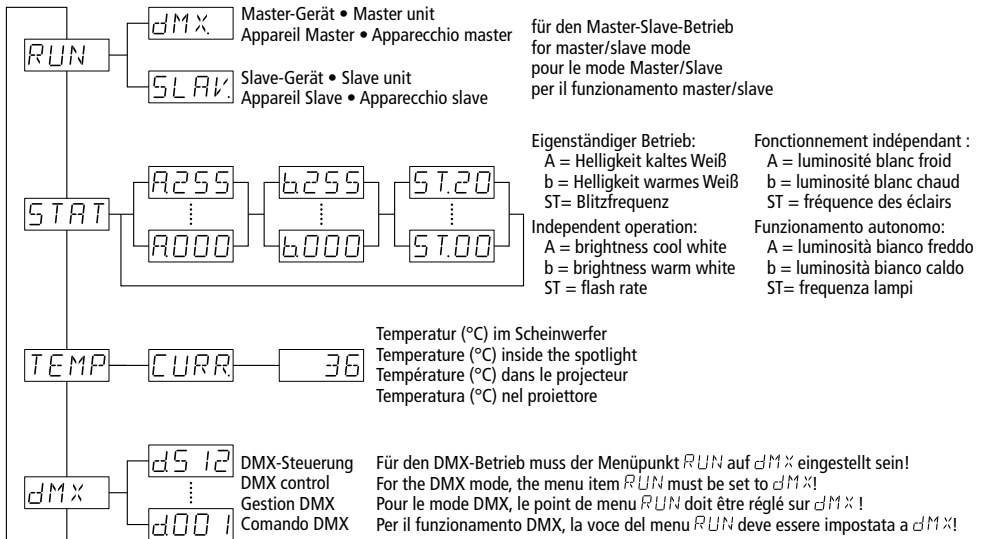 RUN
dMX.
Master-Gerät • Master unit
Appareil Master • Apparecchio master
SLAV.
Slave-Gerät • Slave unit
Appareil Slave • Apparecchio slave
für den Master-Slave-Betrieb
for master/slave mode
pour le mode Master/Slave
per il funzionamento master/slave
STAT
A.255
b.255
ST.20
A.000
b.000
ST.00
Eigenständiger Betrieb:
A = Helligkeit kaltes Weiß
b = Helligkeit warmes Weiß
ST= Blitzfrequenz
Independent operation:
A = brightness cool white
b = brightness warm white
ST = flash rate
Fonctionnement indépendant :
A = luminosité blanc froid
b = luminosité blanc chaud
ST = fréquence des éclairs
Funzionamento autonomo:
A = luminosità bianco freddo
b = luminosità bianco caldo
ST= frequenza lampi
TEMP
CURR.
36
Temperatur (°C) im Scheinwerfer
Temperature (°C) inside the spotlight
Température (°C) dans le projecteur
Temperatura (°C) nel proiettore
dMX
d.512
d.001
DMX-Steuerung
DMX control
Gestion DMX
Comando DMX
Für den DMX-Betrieb muss der Menüpunkt RUN auf dMX eingestellt sein!
For the DMX mode, the menu item RUN must be set to dMX!
Pour le mode DMX, le point de menu RUN doit être réglé sur dMX !
Per il funzionamento DMX, la voce del menu RUN deve essere impostata a dMX!